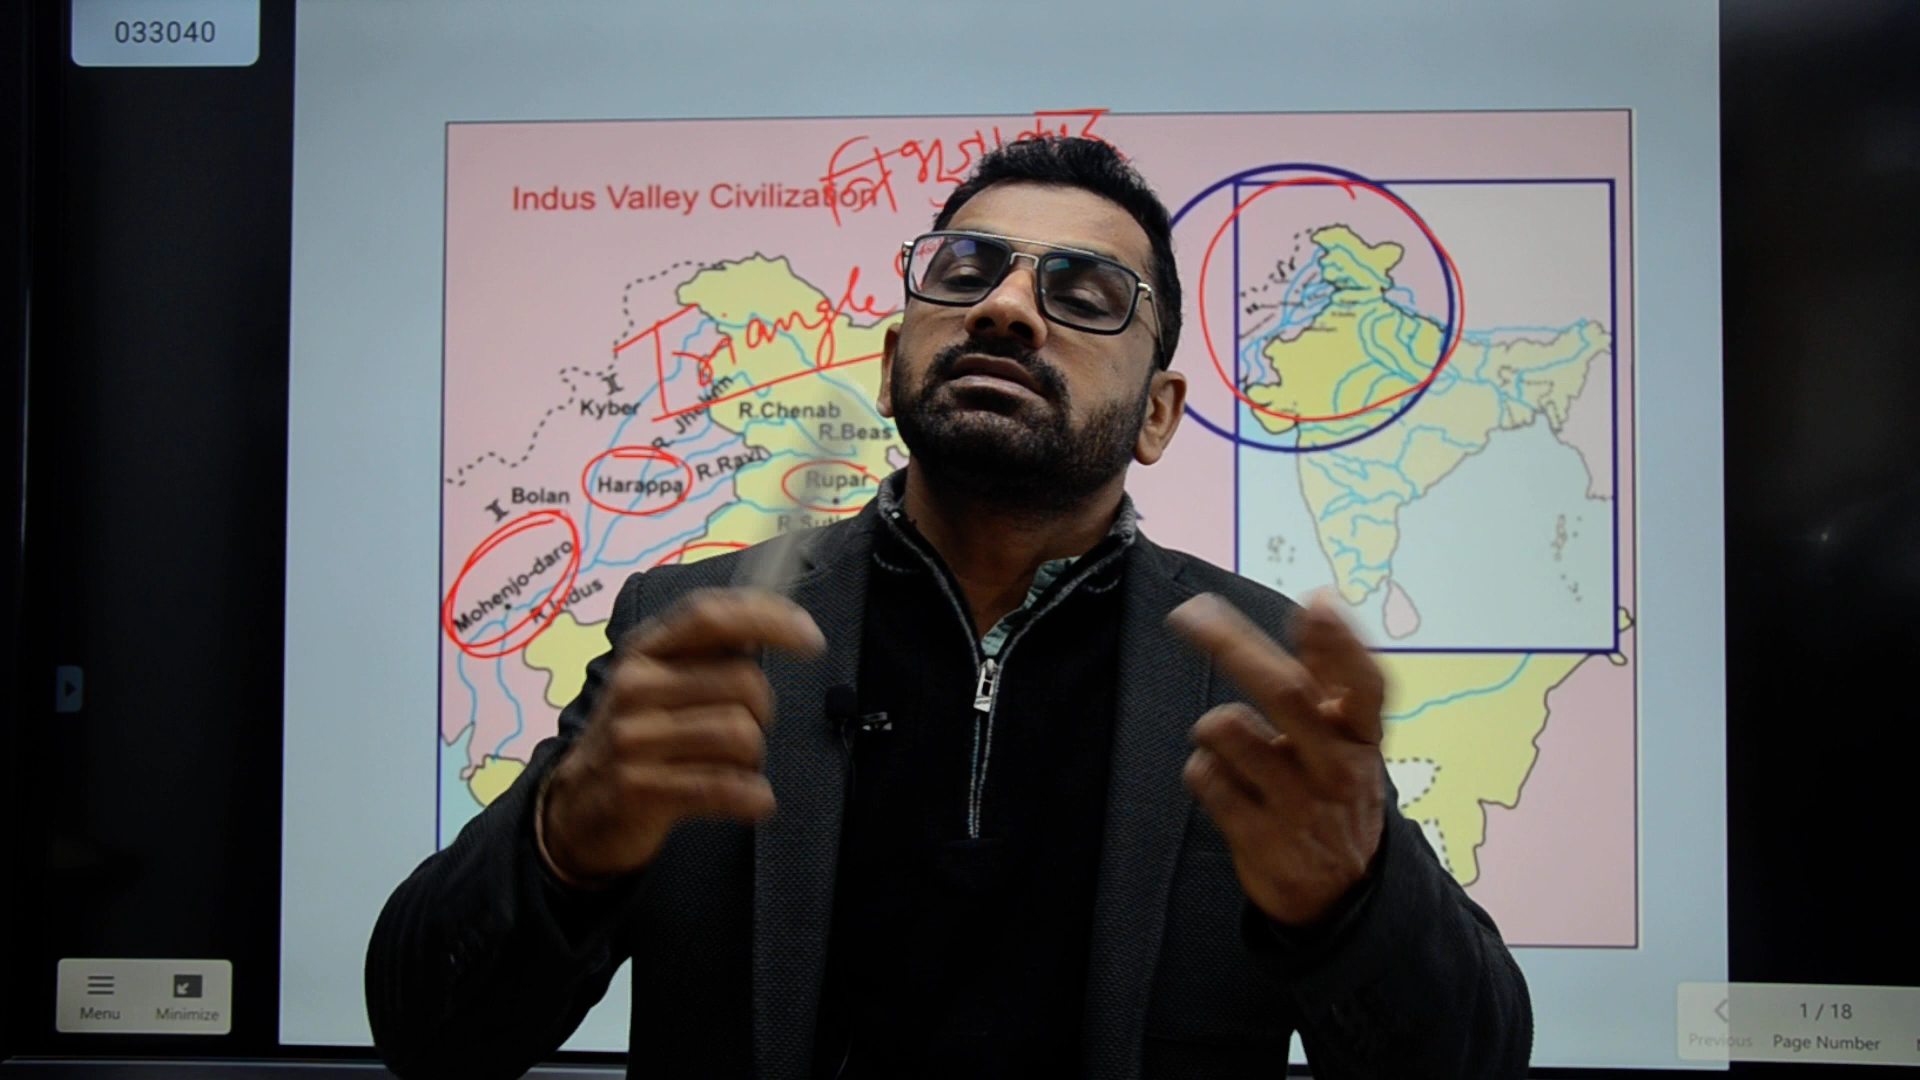 033040
त्रिभुजाकार
Indus Valley Civilization
Triangle
Kyber
R. Jhelum
R.Chenab
R.Beas
Harappa
R.Ravi
Rupar
Bolan
Mohenjo-daro
R.Indus
Menu
Minimize
1 / 18
Previous
Page Number